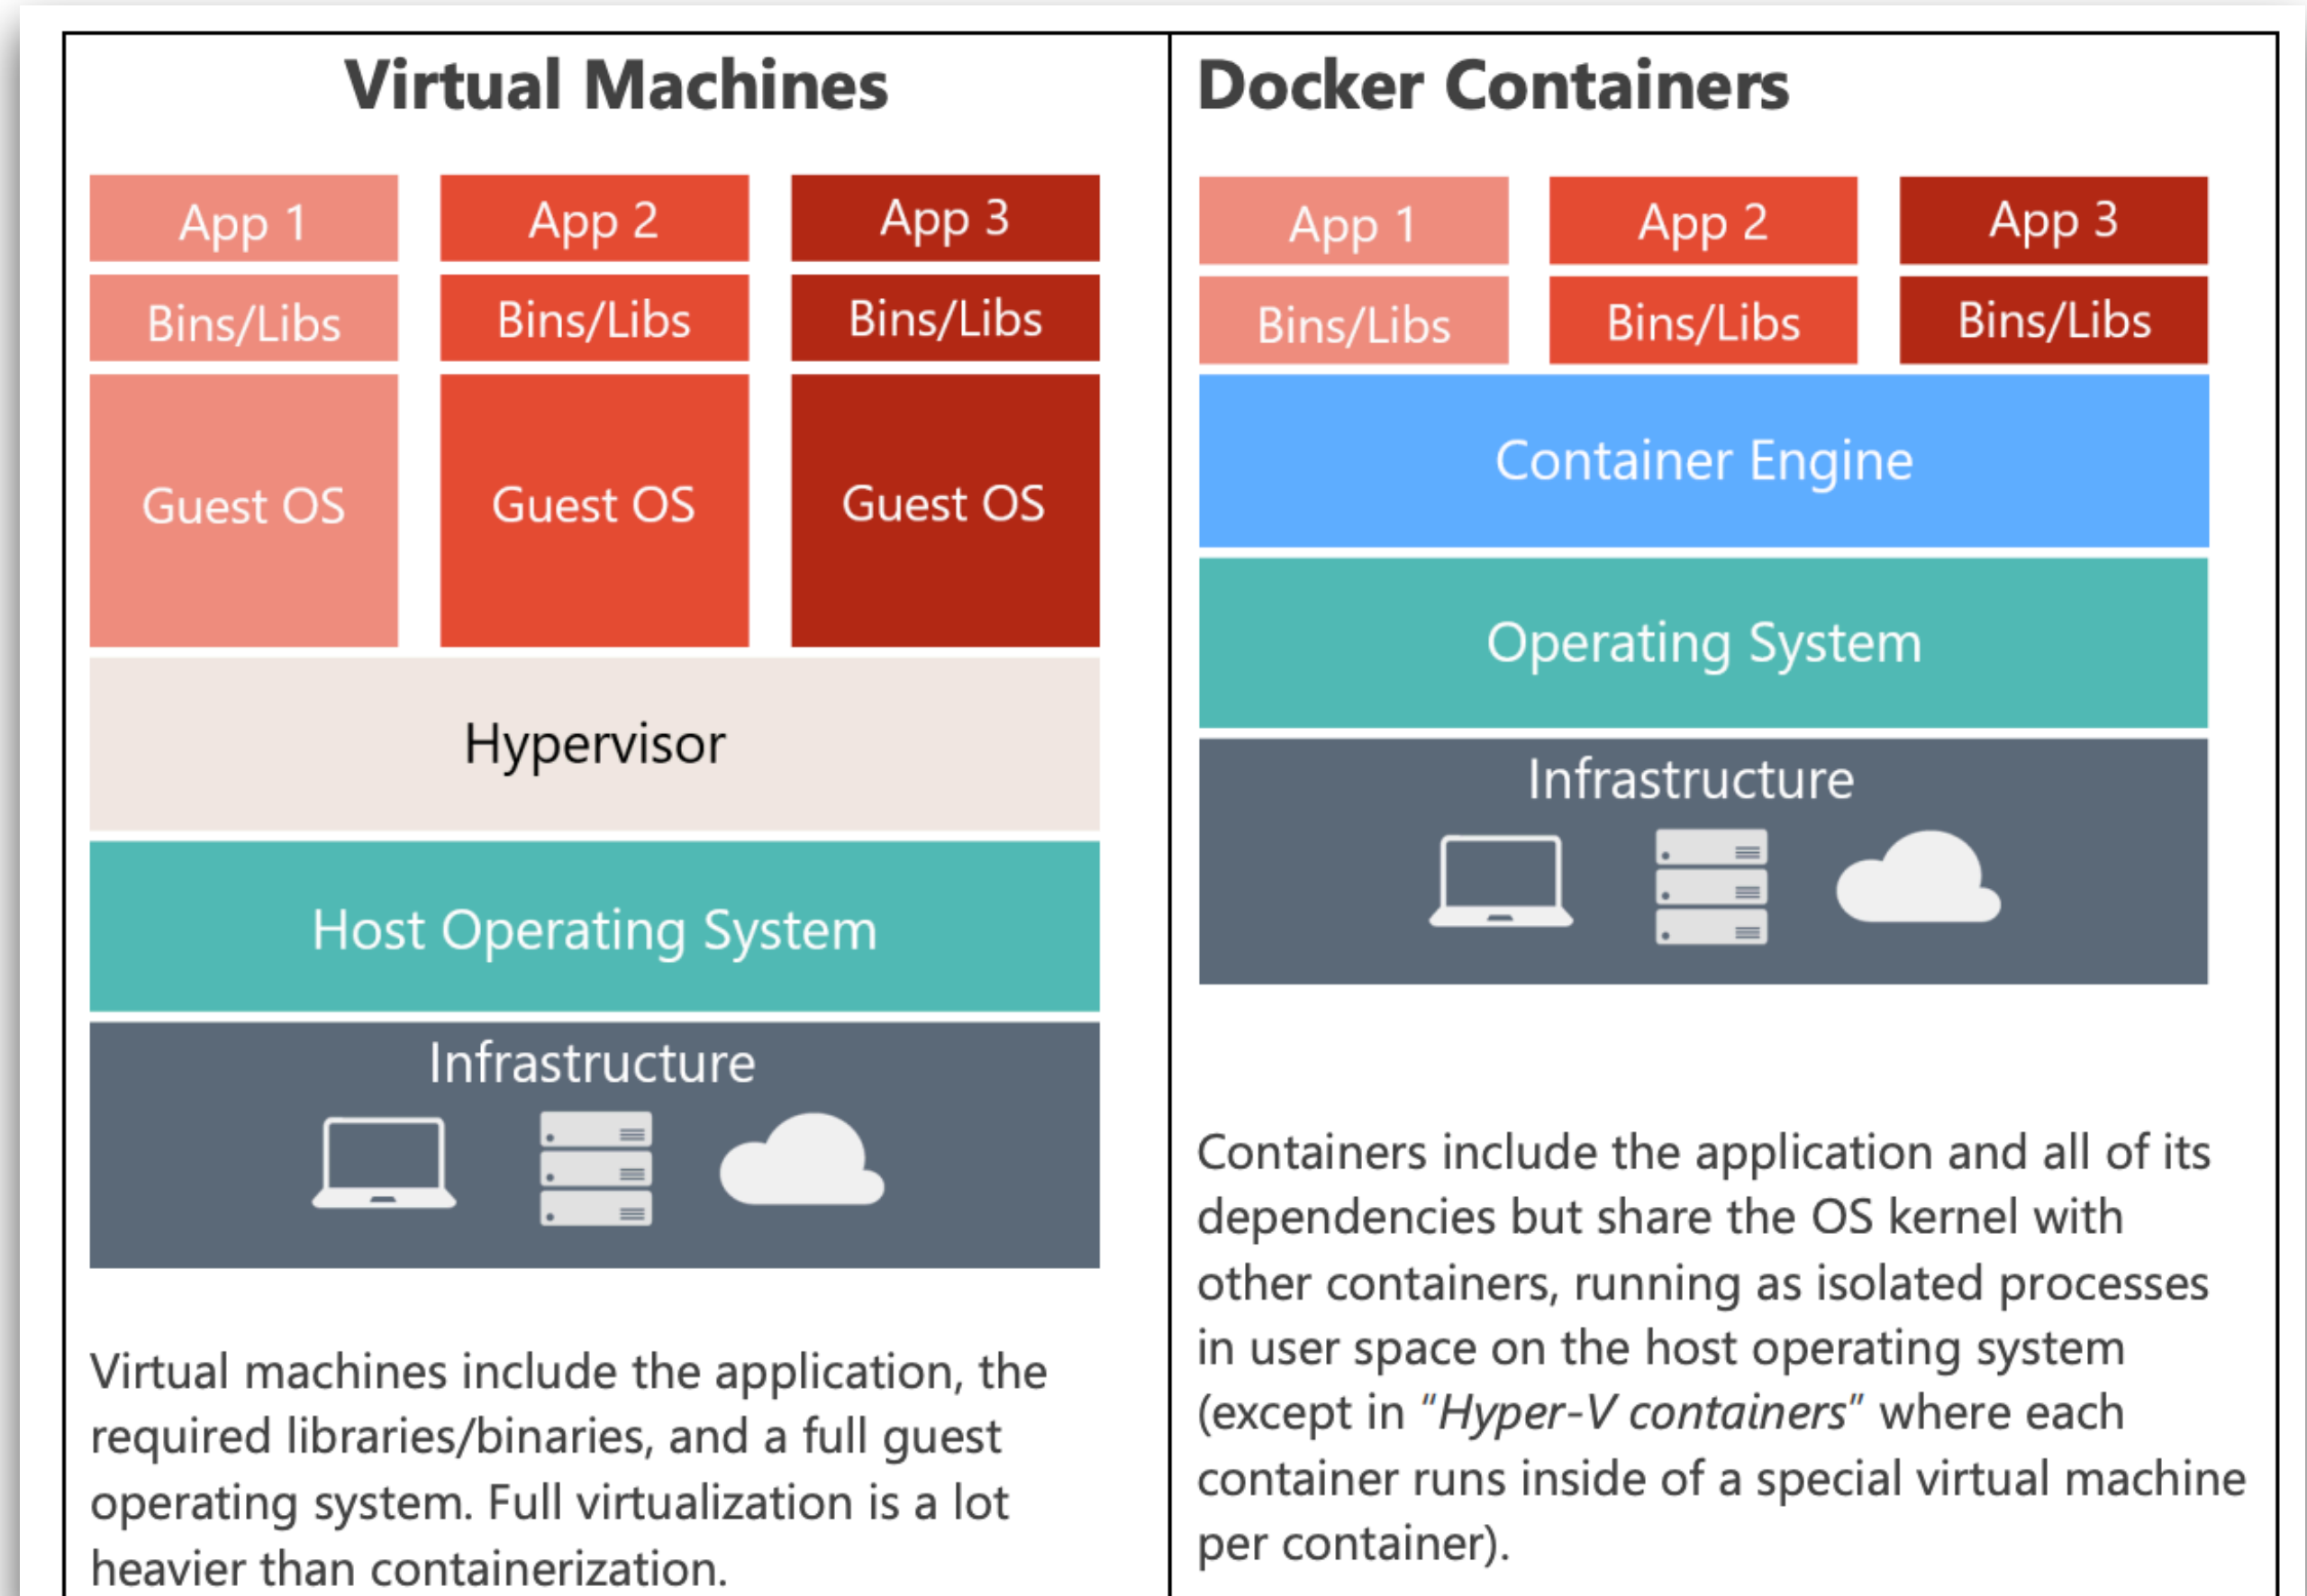 Virtual Machines
App 1
App 2
App 3
Bins/Libs
Bins/Libs
Bins/Libs
Guest OS
Guest OS
Guest OS
Hypervisor
Host Operating System
Infrastructure
Virtual machines include the application, the
required libraries/binaries, and a full guest
operating system. Full virtualization is a lot
heavier than containerization.
Docker Containers
App 1
App 2
App 3
Bins/Libs
Bins/Libs
Bins/Libs
Container Engine
Operating System
Infrastructure
Containers include the application and all of its
dependencies but share the OS kernel with
other containers, running as isolated processes
in user space on the host operating system
(except in “Hyper-V containers” where each
container runs inside of a special virtual machine
per container).